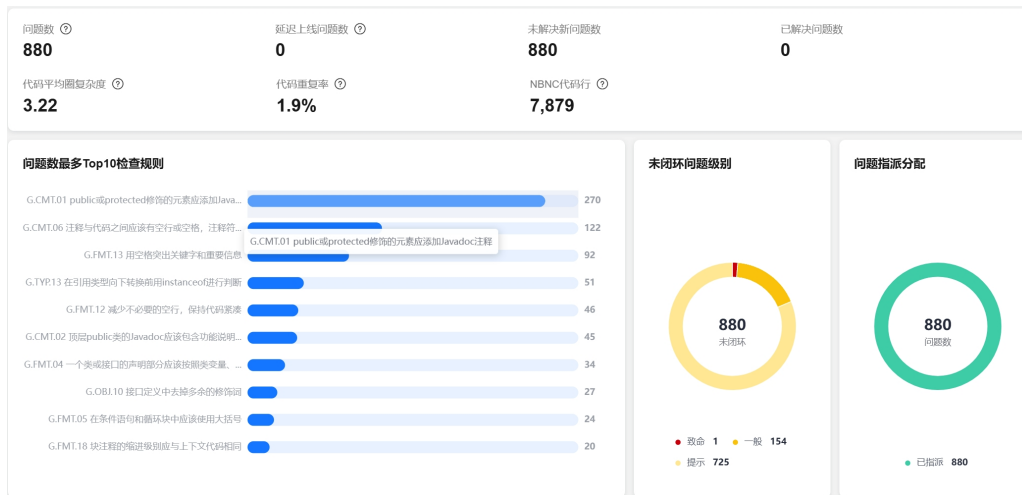 问题数 延迟上线问题数 未解决新问题数 已解决问题数
880 0 880 0
代码平均圈复杂度 代码重复率 NBNC代码行
3.22 1.9% 7,879
问题数最多Top10检查规则
G.CMT.01 public或protected修饰的元素应添加Java... 270
G.CMT.06 注释与代码之间应该有空行或空格，注释符... 122
G.CMT.01 public或protected修饰的元素应添加Javadoc注释
G.FMT.13 用空格突出关键字和重要信息 92
G.TYP.13 在引用类型向下转换前用instanceof进行判断 51
G.FMT.12 减少不必要的空行，保持代码紧凑 46
G.CMT.02 顶层public类的Javadoc应该包含功能说明... 45
G.FMT.04 一个类或接口的声明部分应该按照类变量、... 34
G.OBJ.10 接口定义中去掉多余的修饰词 27
G.FMT.05 在条件语句和循环块中应该使用大括号 24
G.FMT.18 块注释的缩进级别应与上下文代码相同 20
未闭环问题级别
880
未闭环
致命 1 一般 154
提示 725
问题指派分配
880
问题数
已指派 880